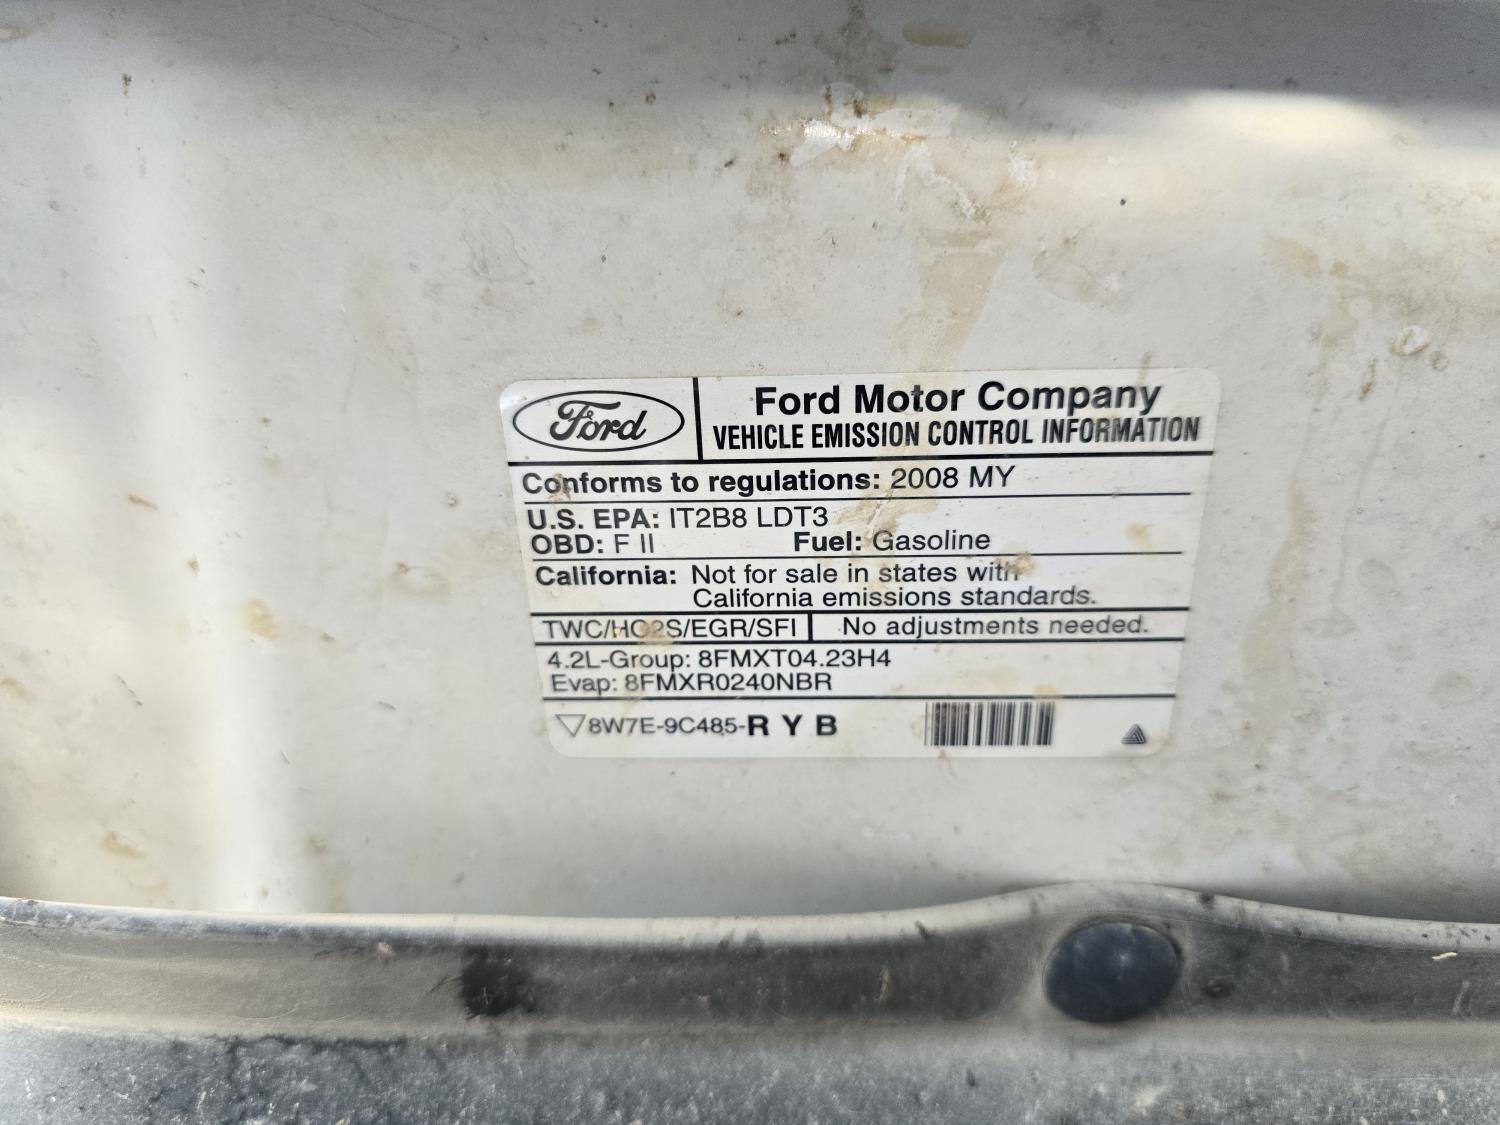 Ford
Ford Motor Company
VEHICLE EMISSION CONTROL INFORMATION
Conforms to regulations: 2008 MY
U.S. EPA: IT2B8 LDT3
OBD: F II Fuel: Gasoline
California: Not for sale in states with
California emissions standards.
TWC/HO2S/EGR/SFI No adjustments needed.
4.2L-Group: 8FMXT04.23H4
Evap: 8FMXR0240NBR
8W7E-9C485-R Y B